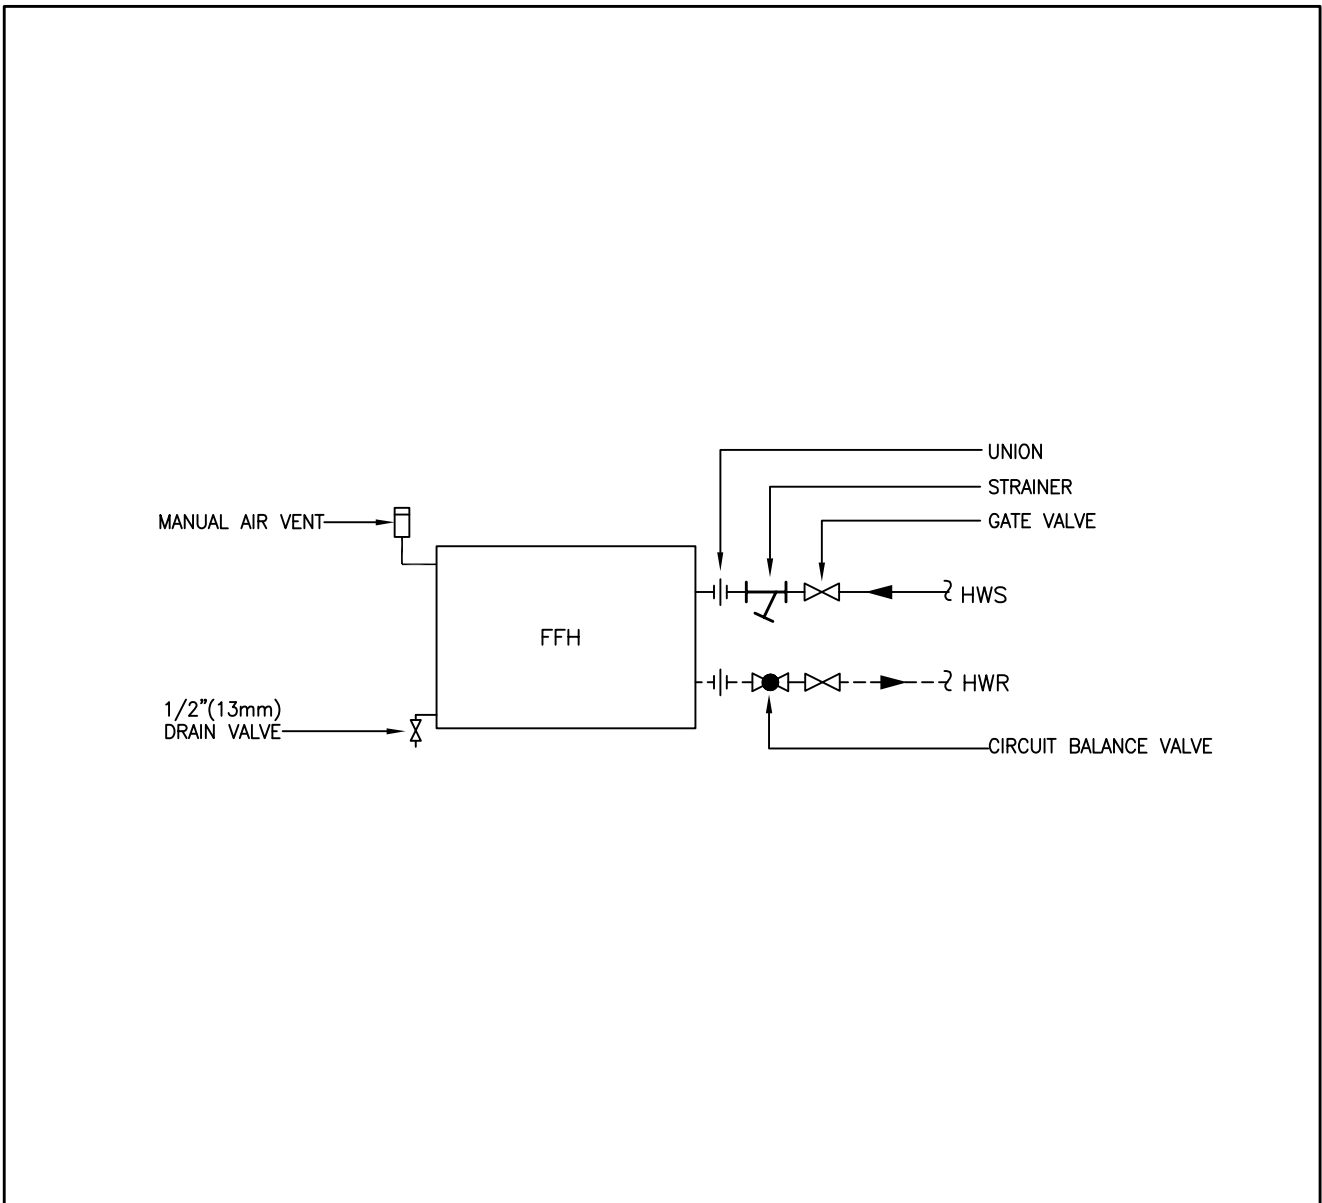 UNION
STRAINER
MANUAL AIR VENT
GATE VALVE
HWS
FFH
HWR
1/2"(13mm)
DRAIN VALVE
CIRCUIT BALANCE VALVE